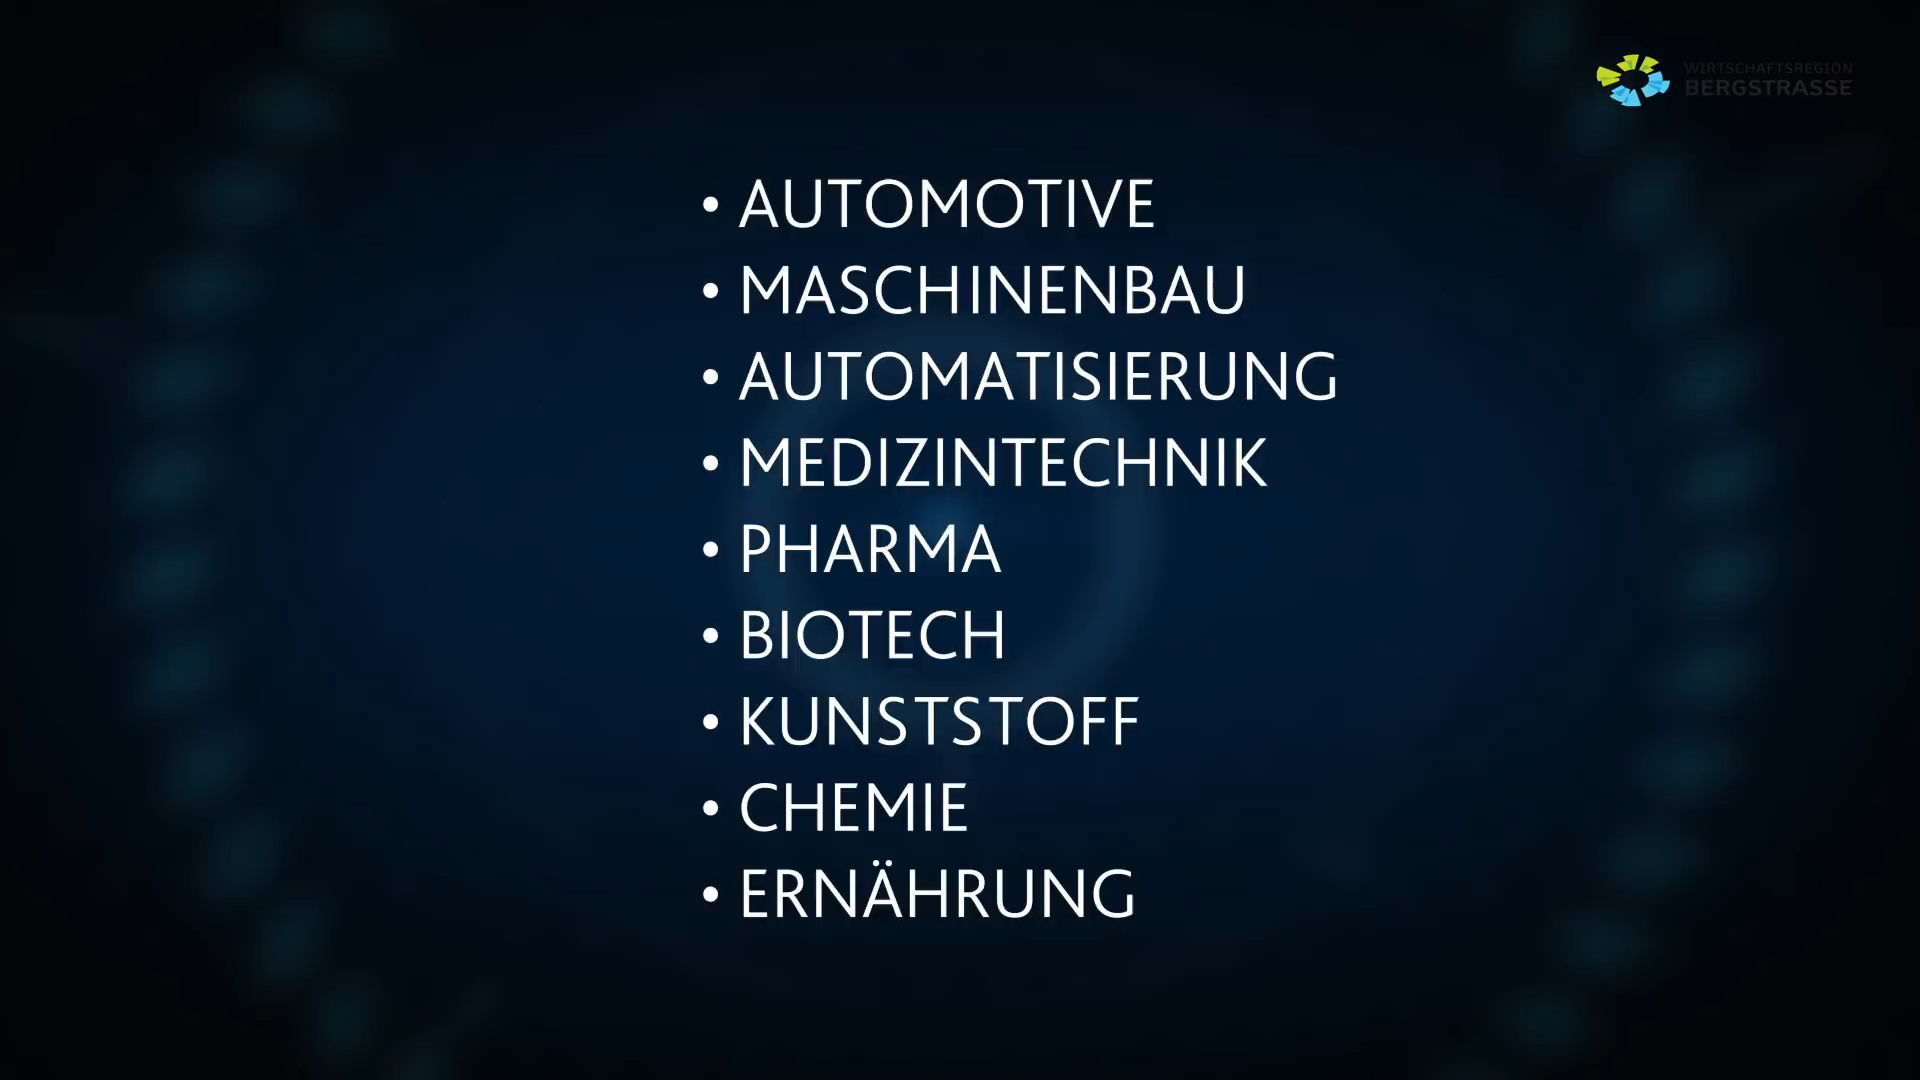 WIRTSCHAFTSREGION
BERGSTRASSE
• AUTOMOTIVE
• MASCHINENBAU
• AUTOMATISIERUNG
• MEDIZINTECHNIK
• PHARMA
• BIOTECH
• KUNSTSTOFF
• CHEMIE
• ERNÄHRUNG